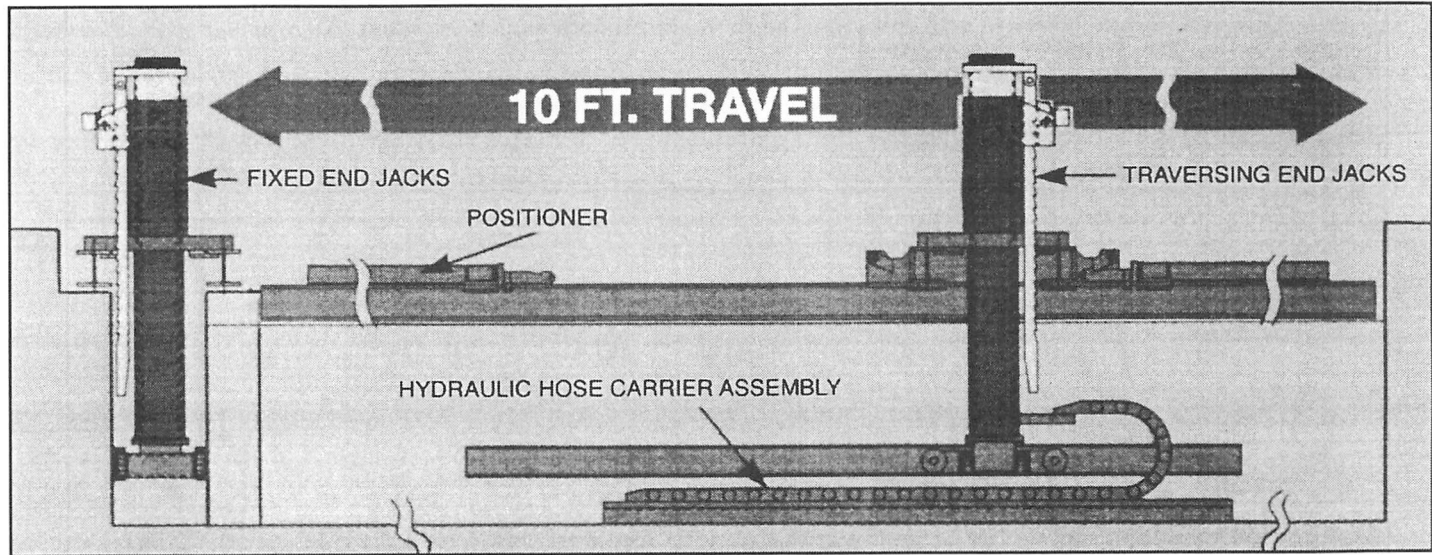 10 FT. TRAVEL
FIXED END JACKS
TRAVERSING END JACKS
POSITIONER
HYDRAULIC HOSE CARRIER ASSEMBLY